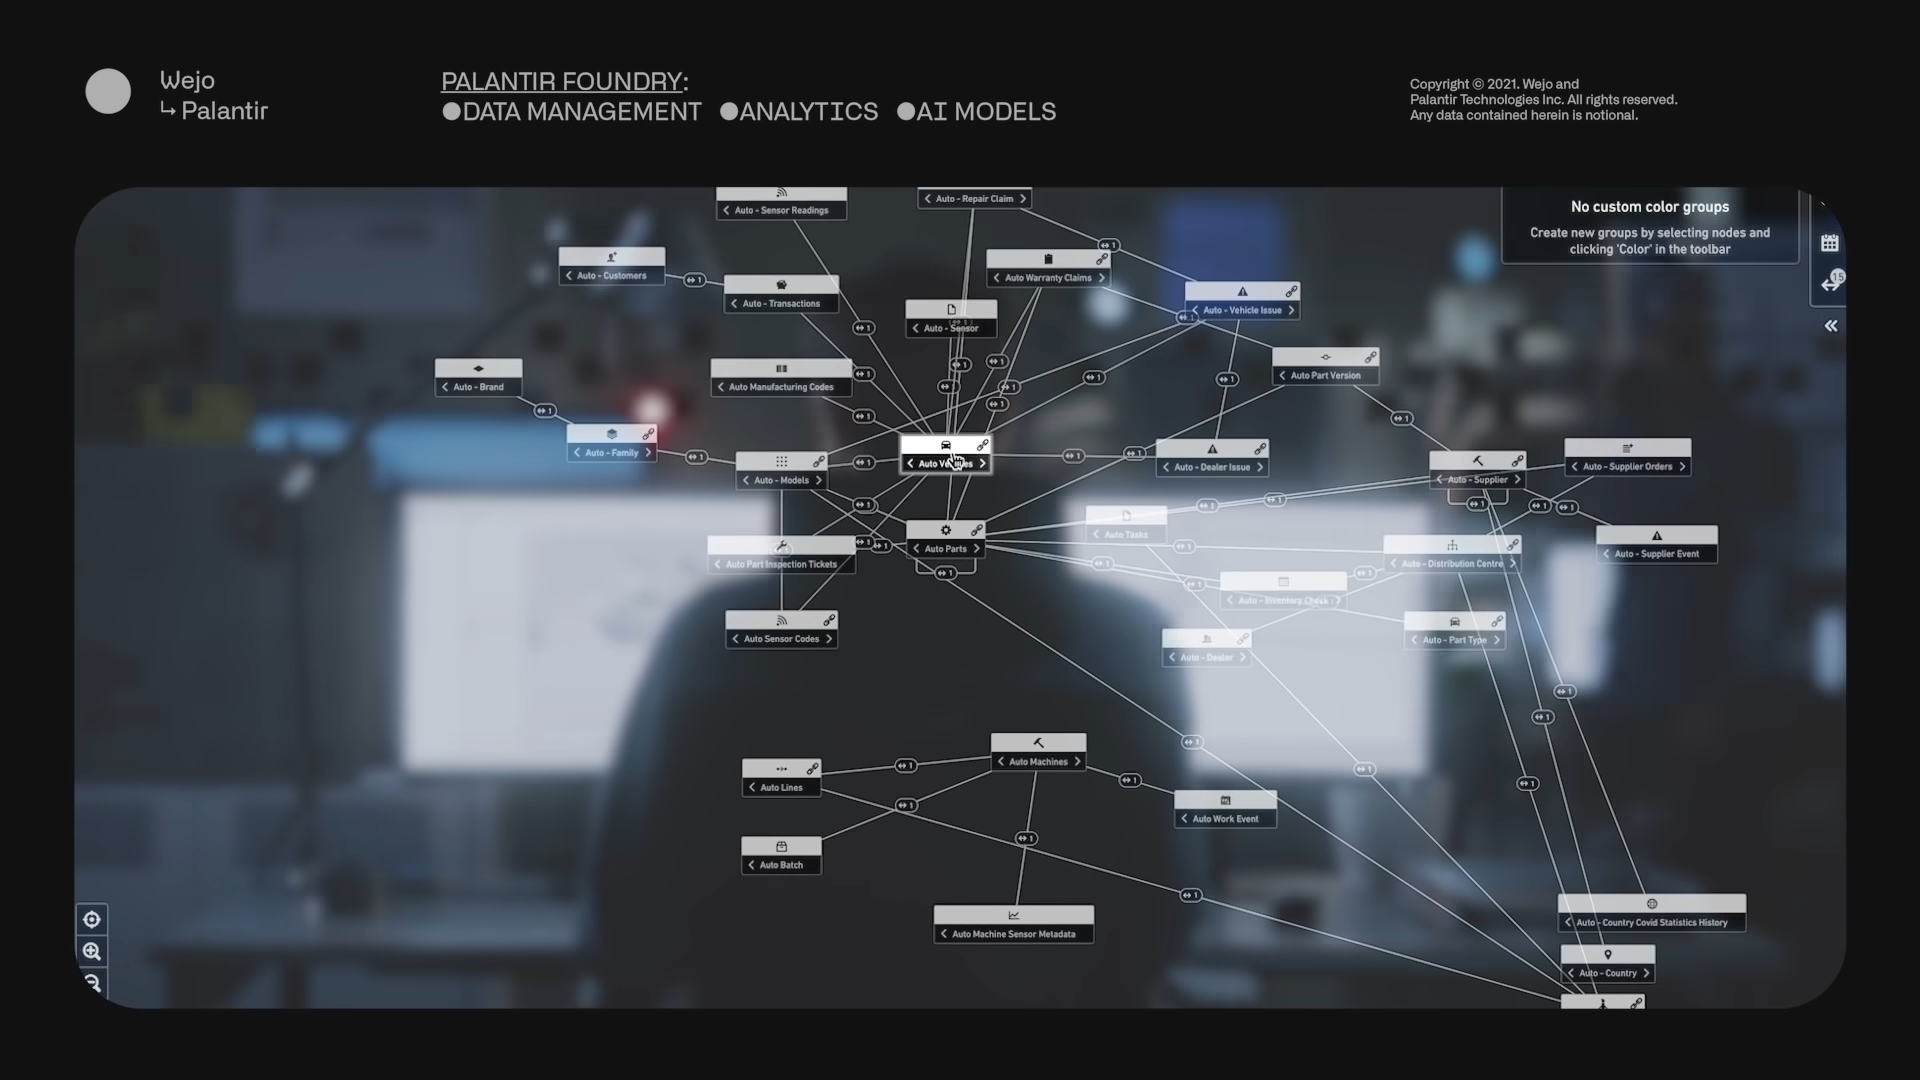 Wejo
↳ Palantir
PALANTIR FOUNDRY:
●DATA MANAGEMENT ●ANALYTICS ●AI MODELS
Copyright © 2021. Wejo and
Palantir Technologies Inc. All rights reserved.
Any data contained herein is notional.
No custom color groups
Create new groups by selecting nodes and
clicking 'Color' in the toolbar
15
Auto - Sensor Readings
Auto - Repair Claim
Auto - Customers
Auto - Transactions
Auto Warranty Claims
Auto - Vehicle Issue
Auto - Sensor
Auto - Brand
Auto Manufacturing Codes
Auto Part Version
Auto - Family
Auto - Models
Auto
Auto - Dealer Issue
Auto - Supplier
Auto - Supplier Orders
Auto Part Inspection Tickets
Auto Parts
Auto Tasks
Auto - Distribution Centre
Auto - Supplier Event
Auto - Inventory Check
Auto Sensor Codes
Auto - Dealer
Auto - Part Type
Auto Lines
Auto Machines
Auto Work Event
Auto Batch
Auto Machine Sensor Metadata
Auto - Country Covid Statistics History
Auto - Country